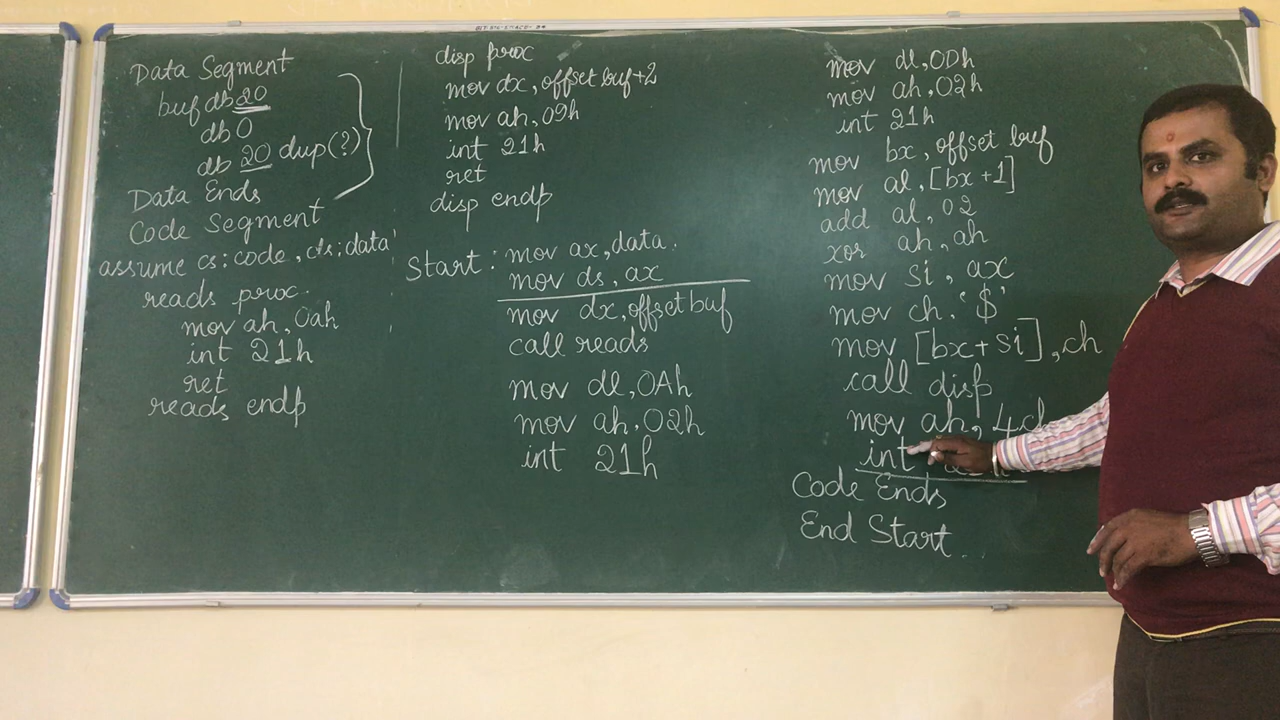 Data Segment
buf db 20
db 0
db 20 dup(?)
Data Ends
Code Segment
assume cs:code, ds:data
reads proc
mov ah, 0ah
int 21h
ret
reads endp
disp proc
mov dx, offset buf+2
mov ah, 09h
int 21h
ret
disp endp
Start: mov ax, data.
mov ds, ax
mov dx, offset buf
call reads
mov dl, 0Ah
mov ah, 02h
int 21h
mov dl, 0Dh
mov ah, 02h
int 21h
mov bx, offset buf
mov al, [bx+1]
add al, 02
xor ah, ah
mov si, ax
mov ch, '$'
mov [bx+si], ch
call disp
mov ah, 4ch
int
Code Ends
End Start